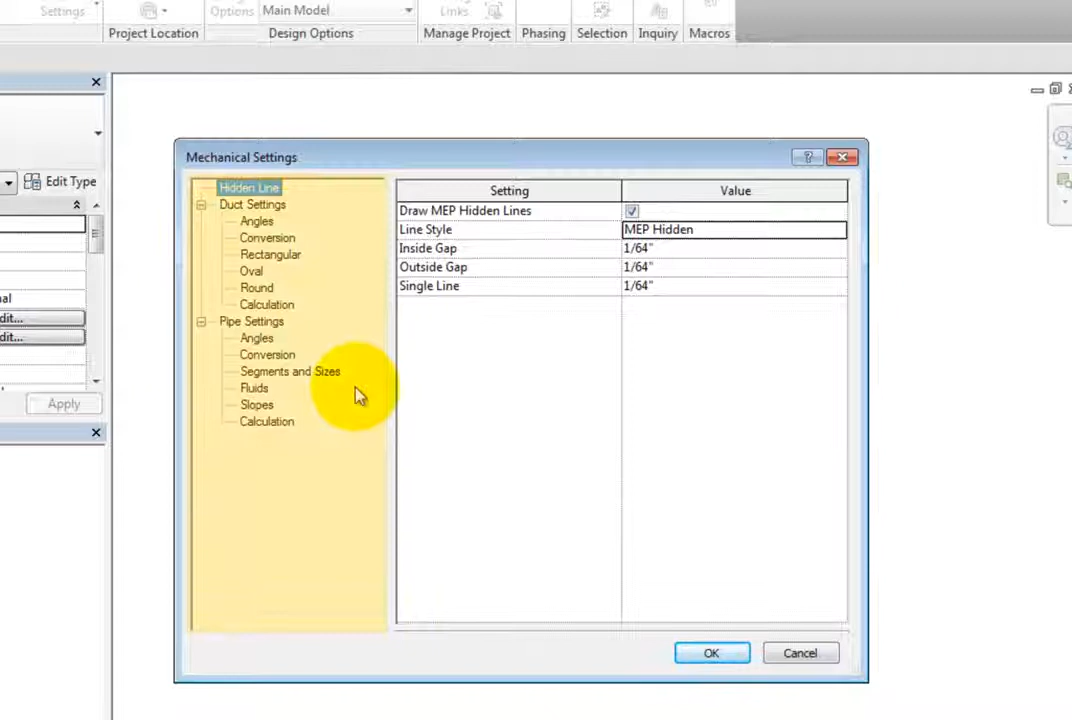 Settings
Options Main Model
Links
Project Location Design Options Manage Project Phasing Selection Inquiry Macros
Edit Type
Apply
Mechanical Settings
Hidden Line
Duct Settings
Angles
Conversion
Rectangular
Oval
Round
Calculation
Pipe Settings
Angles
Conversion
Segments and Sizes
Fluids
Slopes
Calculation
Setting Value
Draw MEP Hidden Lines
Line Style MEP Hidden
Inside Gap 1/64"
Outside Gap 1/64"
Single Line 1/64"
OK Cancel